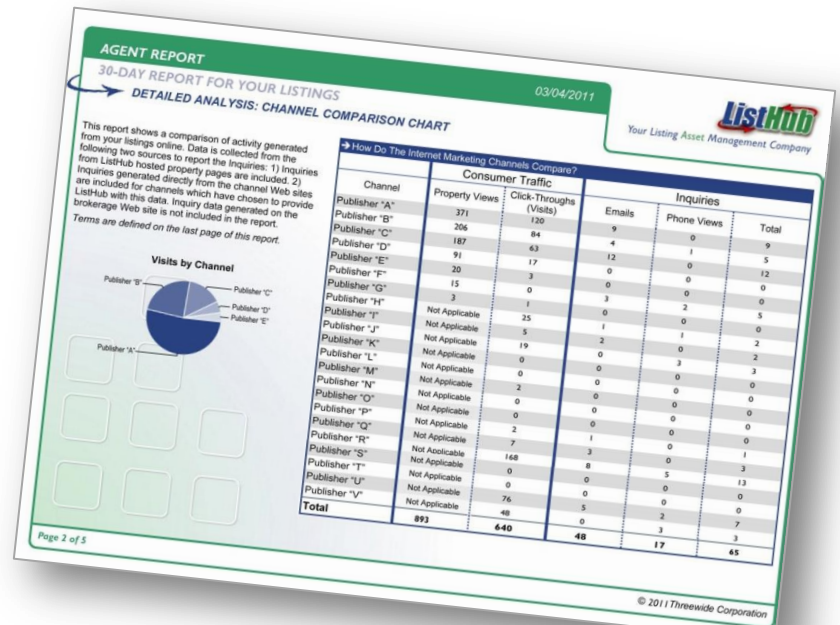 AGENT REPORT
03/04/2011
30-DAY REPORT FOR YOUR LISTINGS
DETAILED ANALYSIS: CHANNEL COMPARISON CHART
ListHub
Your Listing Asset Management Company
This report shows a comparison of activity generated
from your listings online. Data is collected from the
following two sources to report the Inquiries: 1) Inquiries
from ListHub hosted property pages are included. 2)
Inquiries generated directly from the channel Web sites
are included for channels which have chosen to provide
ListHub with this data. Inquiry data generated on the
brokerage Web site is not included in the report.
Terms are defined on the last page of this report.
Visits by Channel
Publisher "B"
Publisher "C"
Publisher "D"
Publisher "E"
Publisher "A"
How Do The Internet Marketing Channels Compare?
Consumer Traffic Inquiries
Channel Property Views Click-Throughs (Visits) Emails Phone Views Total
Publisher "A" 371 120 9 0 9
Publisher "B" 206 84 4 1 5
Publisher "C" 187 63 12 0 12
Publisher "D" 91 17 0 0 0
Publisher "E" 20 3 0 0 0
Publisher "F" 15 0 3 2 5
Publisher "G" 3 1 0 0 0
Publisher "H" Not Applicable 25 1 1 2
Publisher "I" Not Applicable 5 2 0 2
Publisher "J" Not Applicable 19 0 3 3
Publisher "K" Not Applicable 0 0 0 0
Publisher "L" Not Applicable 0 0 0 0
Publisher "M" Not Applicable 2 0 0 0
Publisher "N" Not Applicable 0 0 0 0
Publisher "O" Not Applicable 0 0 0 0
Publisher "P" Not Applicable 2 1 0 1
Publisher "Q" Not Applicable 7 3 0 3
Publisher "R" Not Applicable 168 8 5 13
Publisher "S" Not Applicable 0 0 0 0
Publisher "T" Not Applicable 0 0 0 0
Publisher "U" Not Applicable 76 5 2 7
Publisher "V" Not Applicable 48 0 3 3
Total 893 640 48 17 65
Page 2 of 5
© 2011 Threewide Corporation